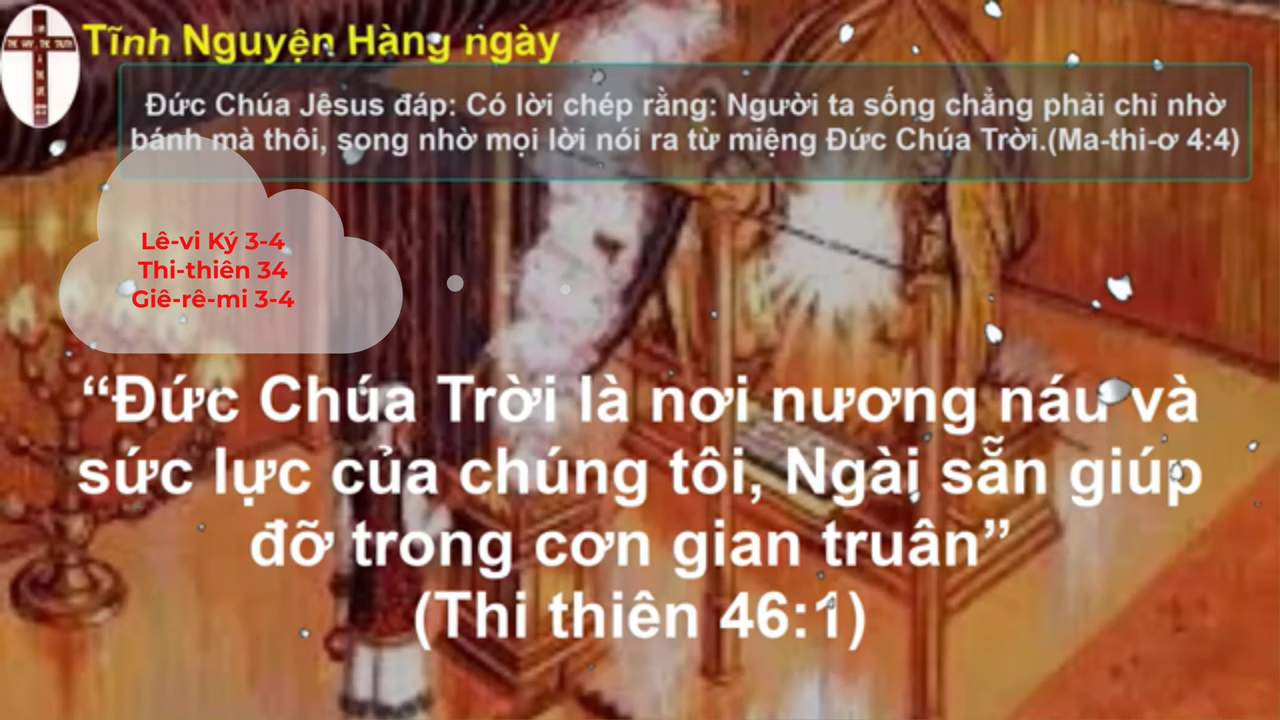 Tĩnh Nguyện Hàng ngày
Đức Chúa Jêsus đáp: Có lời chép rằng: Người ta sống chẳng phải chỉ nhờ
bánh mà thôi, song nhờ mọi lời nói ra từ miệng Đức Chúa Trời.(Ma-thi-ơ 4:4)
Lê-vi Ký 3-4
Thi-thiên 34
Giê-rê-mi 3-4
“Đức Chúa Trời là nơi nương náu và
sức lực của chúng tôi, Ngài sẵn giúp
đỡ trong cơn gian truân”
(Thi thiên 46:1)